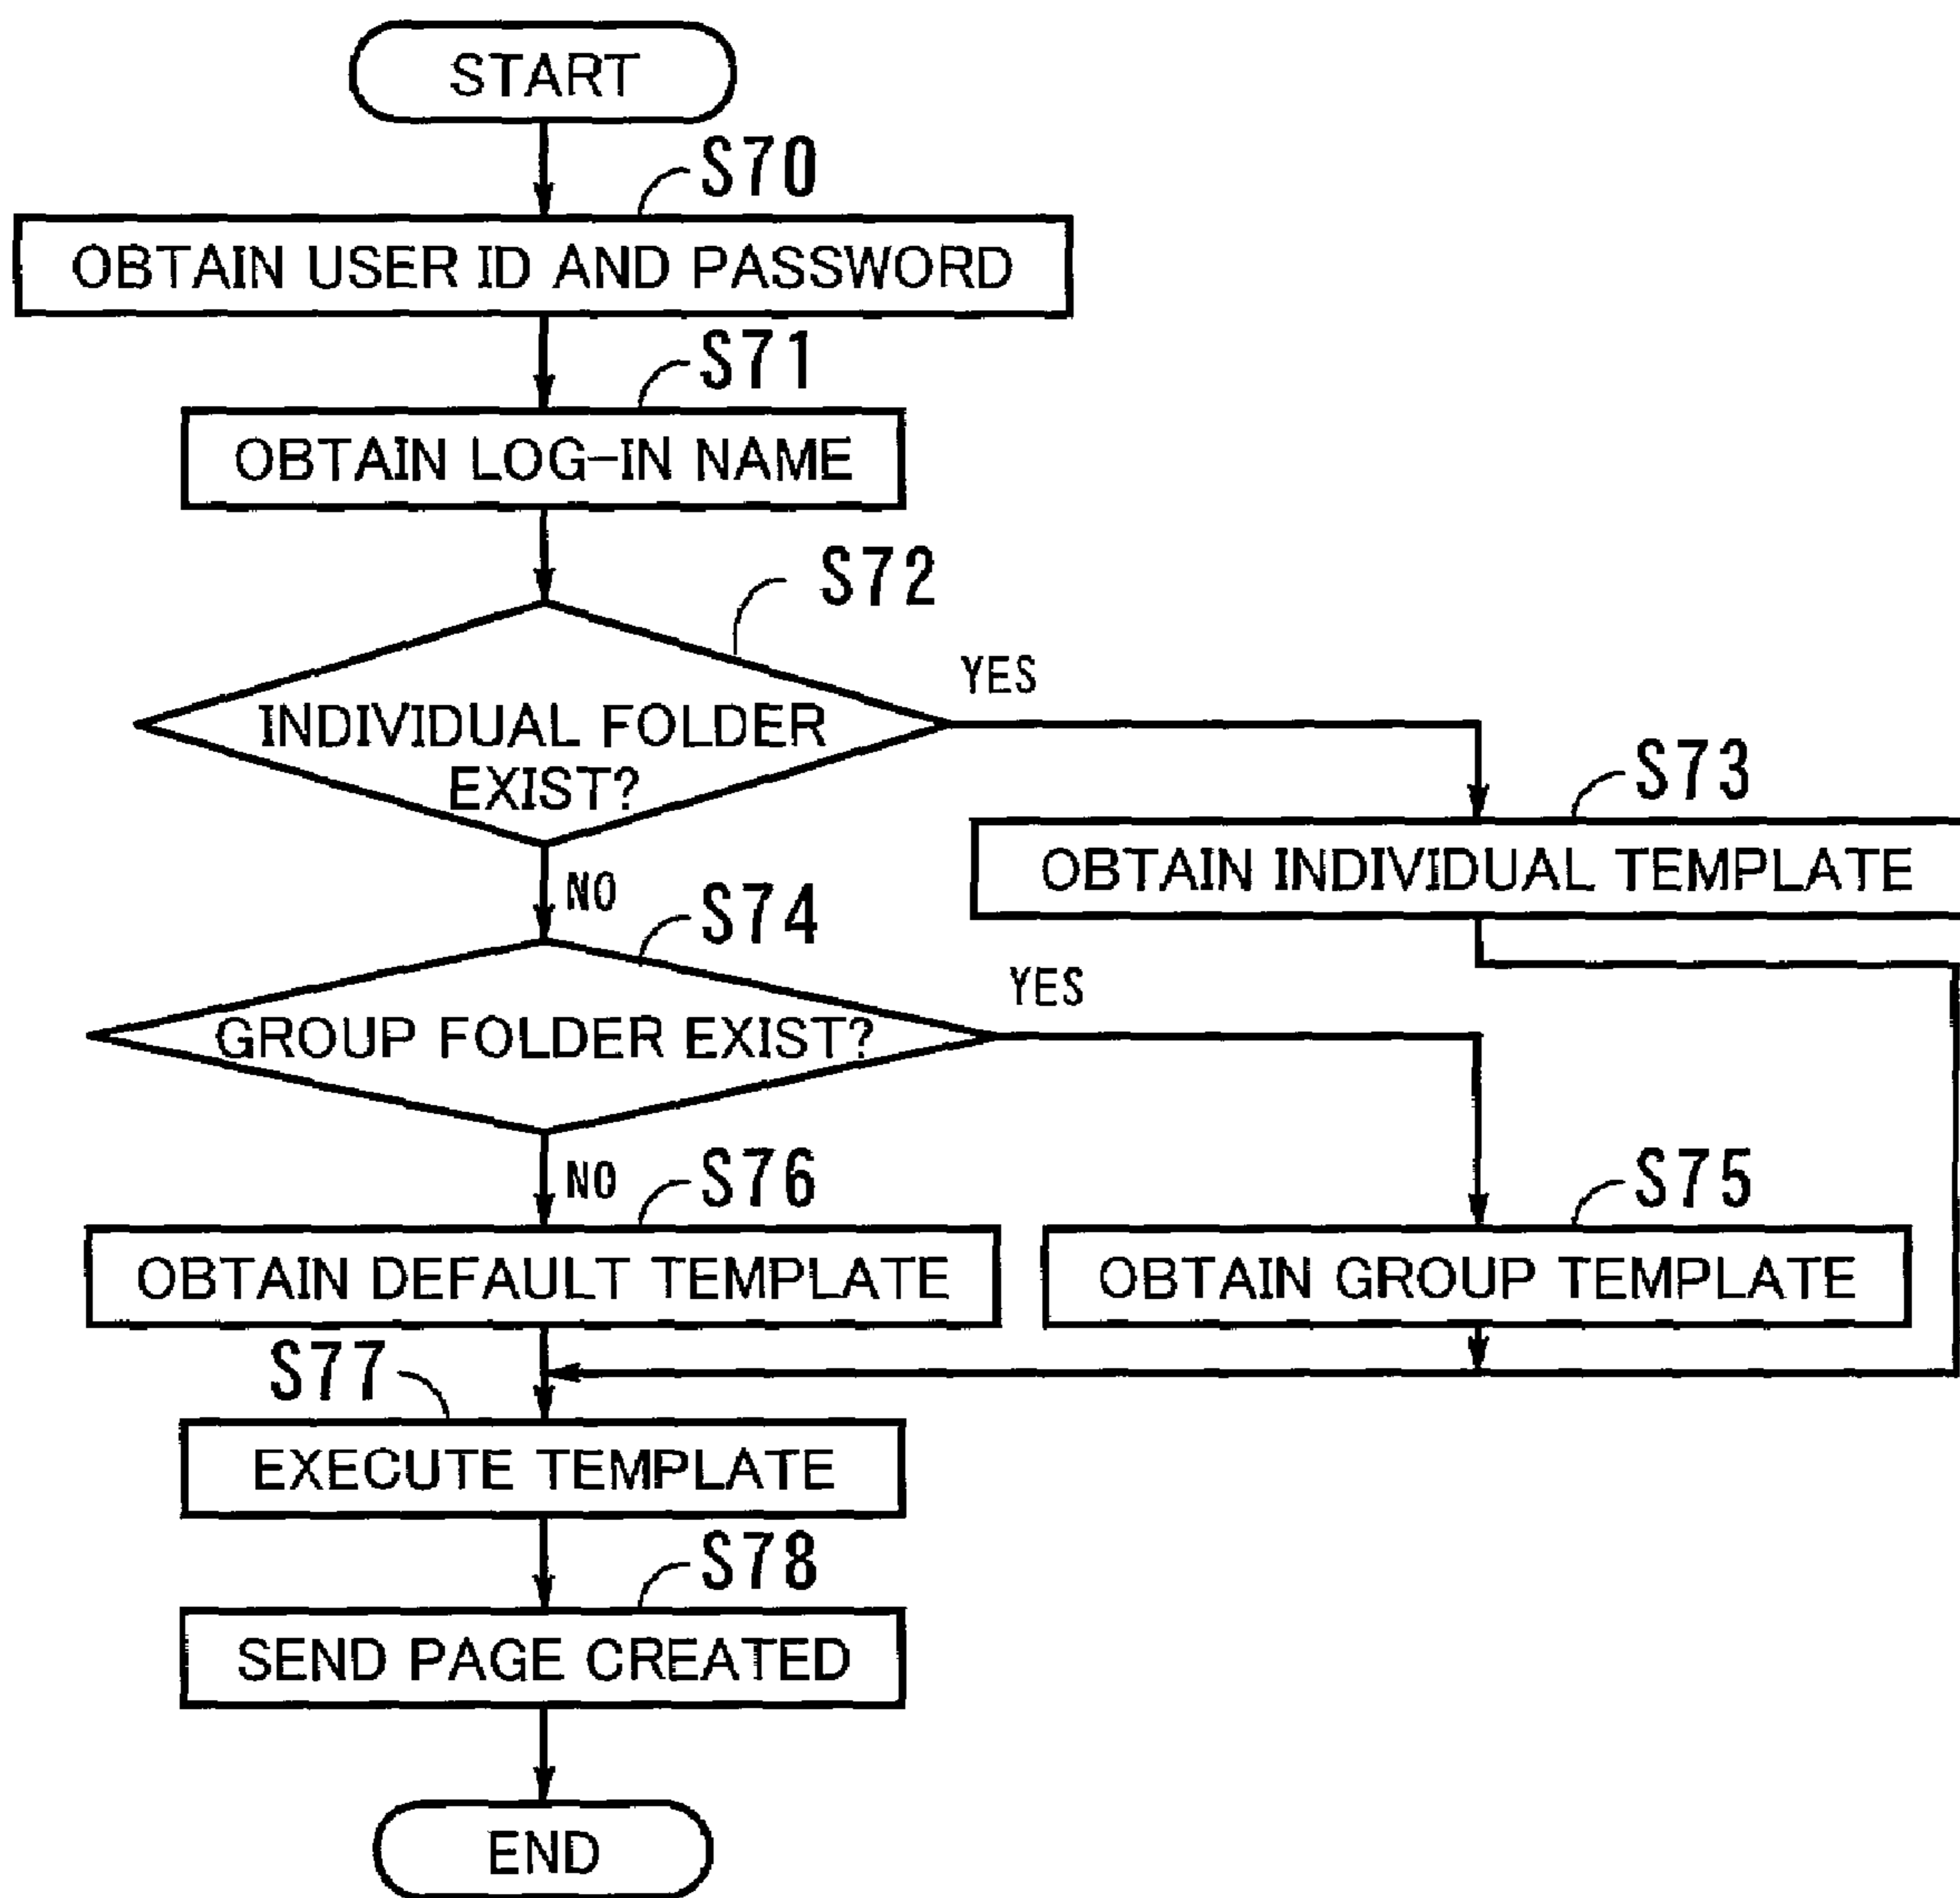 START
S70
OBTAIN USER ID AND PASSWORD
S71
OBTAIN LOG-IN NAME
S72
INDIVIDUAL FOLDER
EXIST?
YES
S73
OBTAIN INDIVIDUAL TEMPLATE
NO
S74
GROUP FOLDER EXIST?
YES
S75
OBTAIN GROUP TEMPLATE
NO
S76
OBTAIN DEFAULT TEMPLATE
S77
EXECUTE TEMPLATE
S78
SEND PAGE CREATED
END